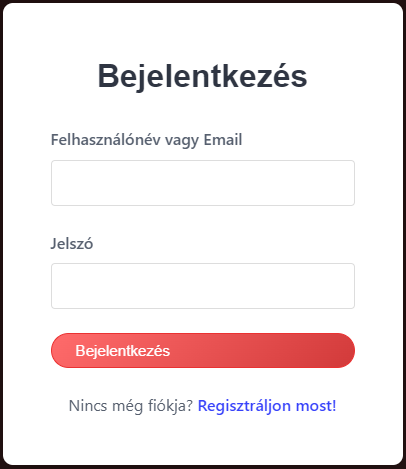 Bejelentkezés
Felhasználónév vagy Email
Jelszó
Bejelentkezés
Nincs még fiókja? Regisztráljon most!